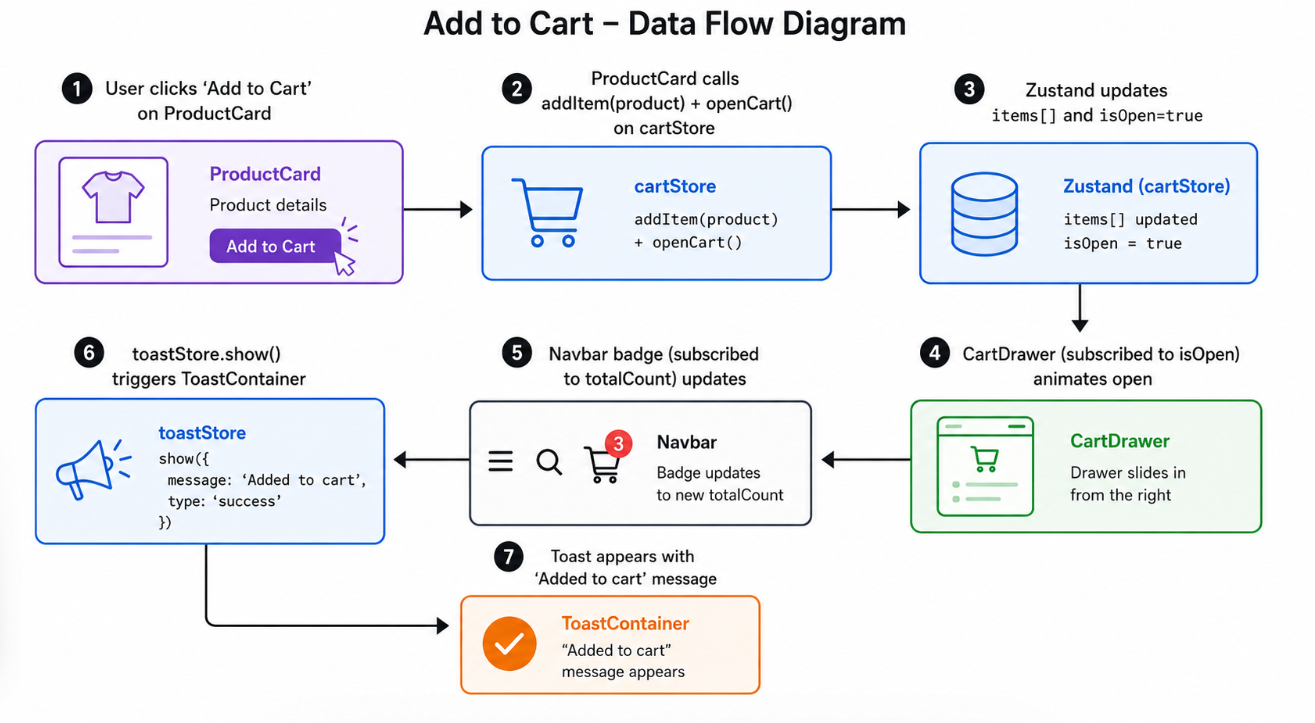 Add to Cart – Data Flow Diagram
1
User clicks ‘Add to Cart’
on ProductCard
ProductCard
Product details
Add to Cart
2
ProductCard calls
addItem(product) + openCart()
on cartStore
cartStore
addItem(product)
+ openCart()
3
Zustand updates
items[] and isOpen=true
Zustand (cartStore)
items[] updated
isOpen = true
4
CartDrawer (subscribed to isOpen)
animates open
CartDrawer
Drawer slides in
from the right
5
Navbar badge (subscribed
to totalCount) updates
3
Navbar
Badge updates
to new totalCount
6
toastStore.show()
triggers ToastContainer
toastStore
show({
message: ‘Added to cart’,
type: ‘success’
})
7
Toast appears with
‘Added to cart’ message
ToastContainer
“Added to cart”
message appears